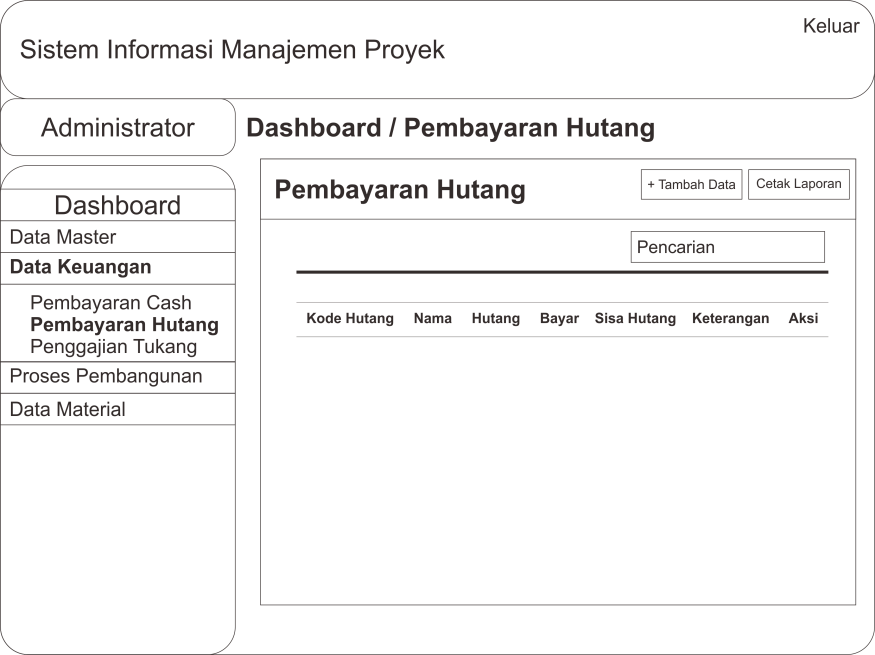 Keluar
Sistem Informasi Manajemen Proyek
Administrator
Dashboard / Pembayaran Hutang
Dashboard
Data Master
Data Keuangan
Pembayaran Cash
Pembayaran Hutang
Penggajian Tukang
Proses Pembangunan
Data Material
Pembayaran Hutang
+ Tambah Data
Cetak Laporan
Pencarian
Kode Hutang Nama Hutang Bayar Sisa Hutang Keterangan Aksi